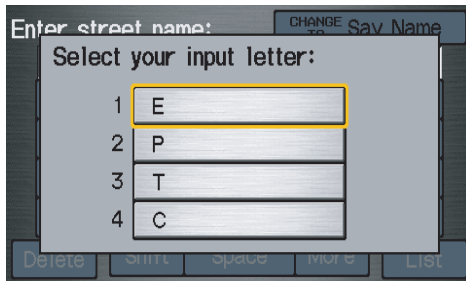 Enter street name: CHANGE TO Say Name
Select your input letter:
1 E
2 P
3 T
4 C
Delete Shift Space More List